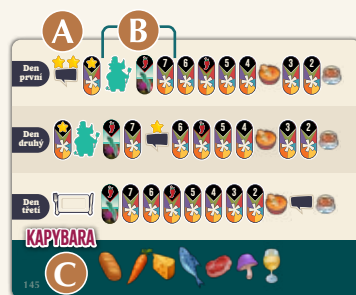 A B
Den první 7 6 5 4 3 2
Den druhý 7 6 5 4 3 2
Den třetí 7 6 5 4 3 2
KAPYBARA
C
145